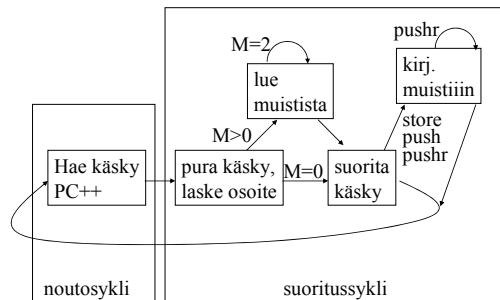 pushr
M=2
lue
muistista
kirj.
muistiiin
M>0
store
push
pushr
Hae käsky
PC++
pura käsky,
laske osoite
M=0
suorita
käsky
noutosykli
suoritussykli